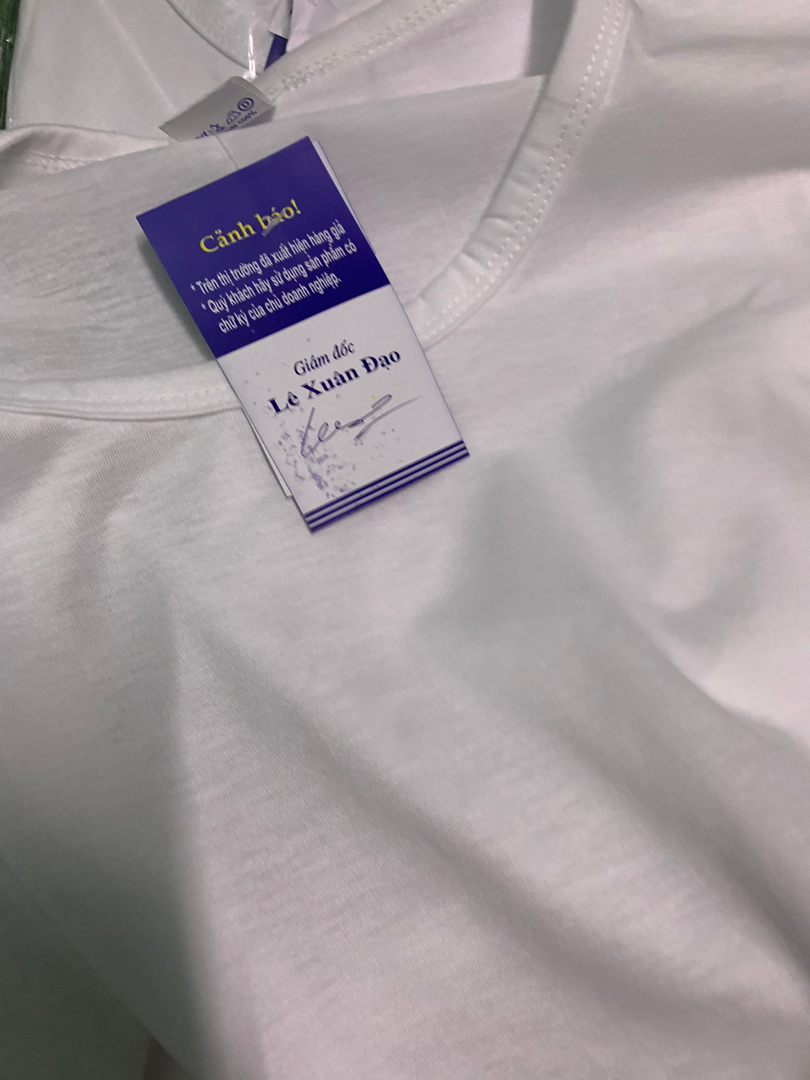 Cảnh báo!
* Trên thị trường đã xuất hiện hàng giả
* Quý khách hãy sử dụng sản phẩm có
chữ ký của chủ doanh nghiệp.
Giám đốc
Lê Xuân Đạo